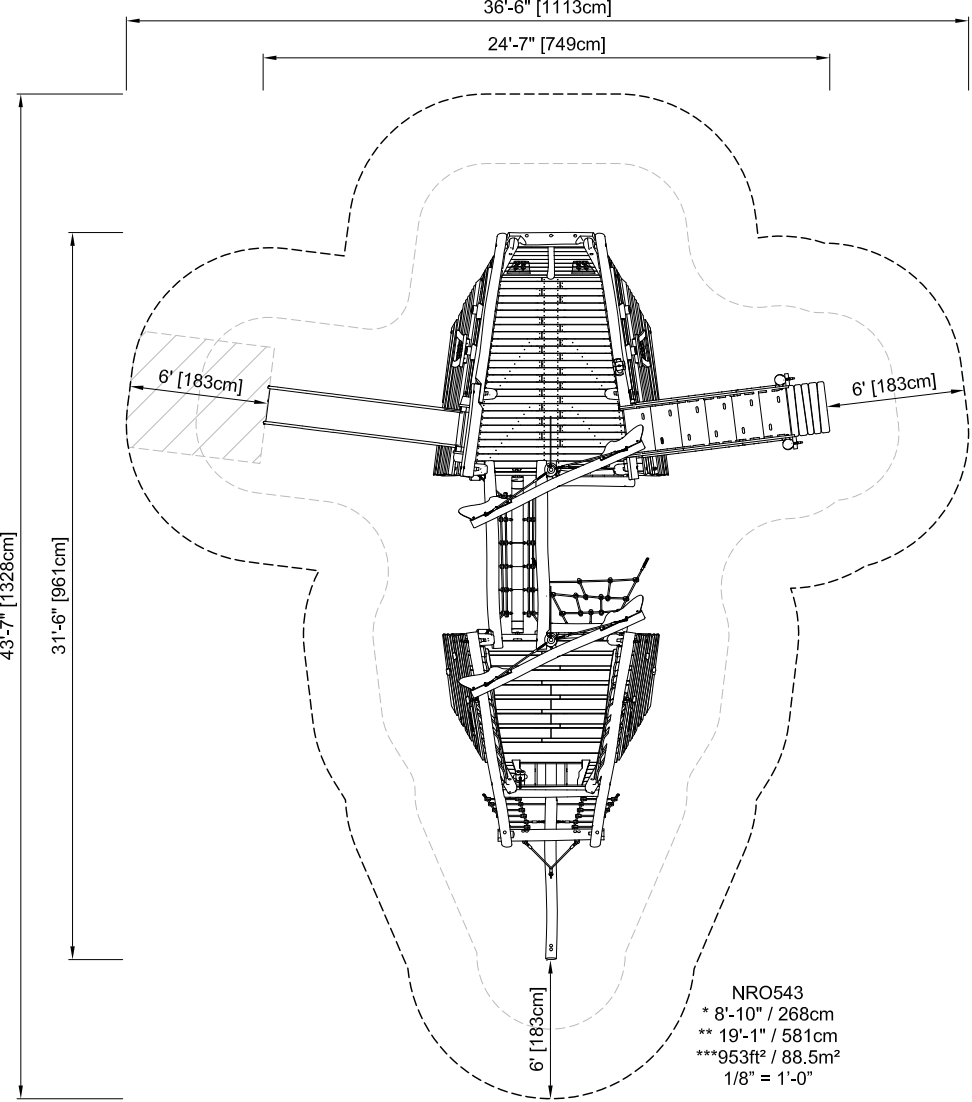 36'-6" [1113cm]
24'-7" [749cm]
6' [183cm]
6' [183cm]
43'-7" [1328cm]
31'-6" [961cm]
6' [183cm]
NRO543
* 8'-10" / 268cm
** 19'-1" / 581cm
***953ft² / 88.5m²
1/8” = 1’-0”